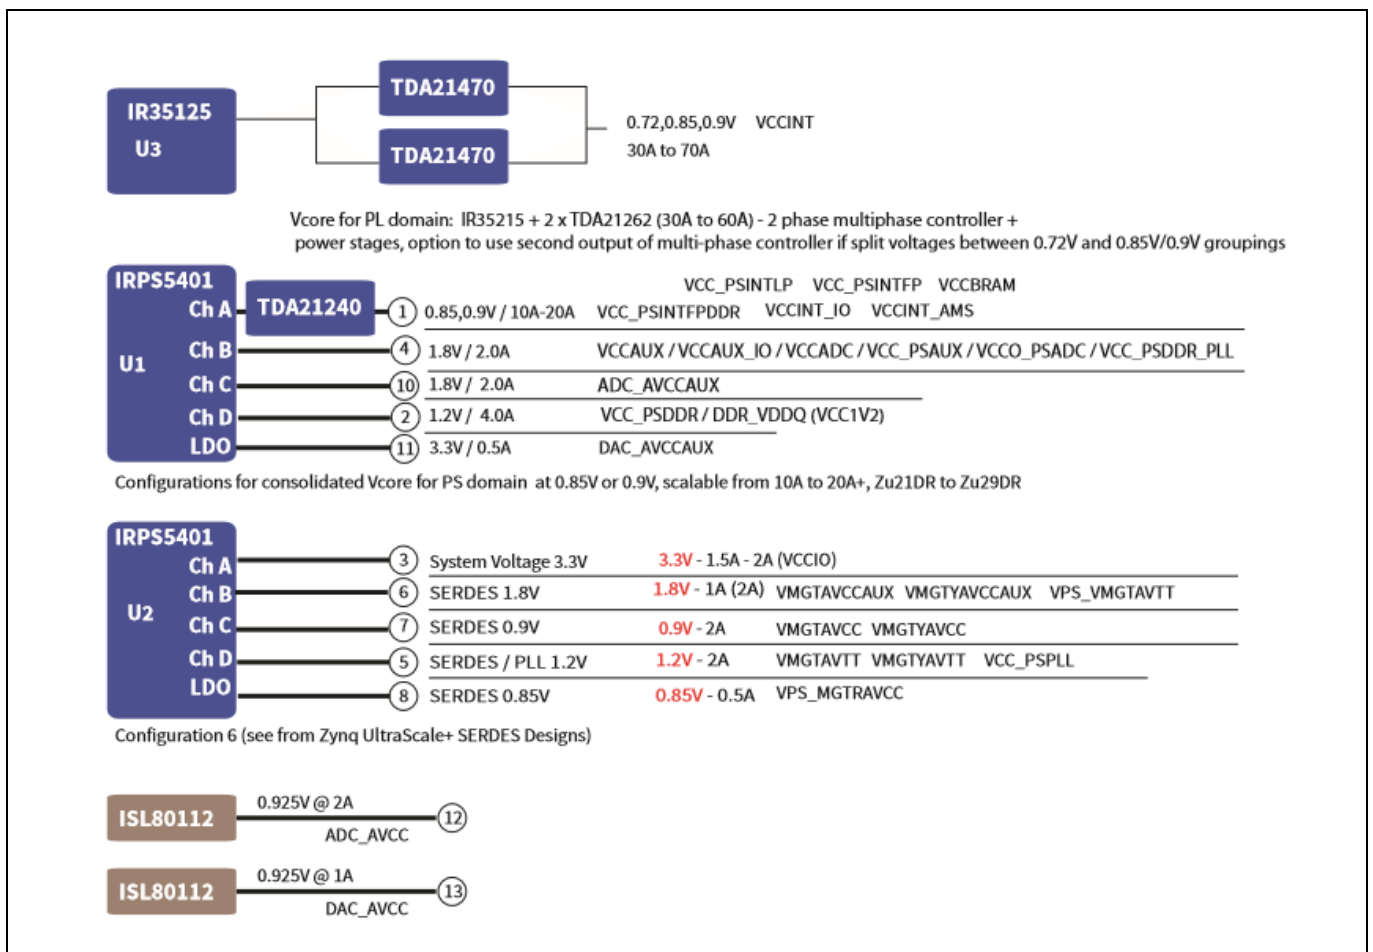 IR35125
U3
TDA21470
TDA21470
0.72,0.85,0.9V VCCINT
30A to 70A
Vcore for PL domain: IR35215 + 2 x TDA21262 (30A to 60A) - 2 phase multiphase controller +
power stages, option to use second output of multi-phase controller if split voltages between 0.72V and 0.85V/0.9V groupings
IRPS5401
U1
VCC_PSINTLP VCC_PSINTFP VCCBRAM
Ch A TDA21240 1 0.85,0.9V / 10A-20A VCC_PSINTFPDDR VCCINT_IO VCCINT_AMS
Ch B 4 1.8V / 2.0A VCCAUX / VCCAUX_IO / VCCADC / VCC_PSAUX / VCCO_PSADC / VCC_PSDDR_PLL
Ch C 10 1.8V / 2.0A ADC_AVCCAUX
Ch D 2 1.2V / 4.0A VCC_PSDDR / DDR_VDDQ (VCC1V2)
LDO 11 3.3V / 0.5A DAC_AVCCAUX
Configurations for consolidated Vcore for PS domain at 0.85V or 0.9V, scalable from 10A to 20A+, Zu21DR to Zu29DR
IRPS5401
U2
Ch A 3 System Voltage 3.3V 3.3V - 1.5A - 2A (VCCIO)
Ch B 6 SERDES 1.8V 1.8V - 1A (2A) VMGTAVCCAUX VMGTYAVCCAUX VPS_VMGTAVTT
Ch C 7 SERDES 0.9V 0.9V - 2A VMGTAVCC VMGTYAVCC
Ch D 5 SERDES / PLL 1.2V 1.2V - 2A VMGTAVTT VMGTYAVTT VCC_PSPLL
LDO 8 SERDES 0.85V 0.85V - 0.5A VPS_MGTRAVCC
Configuration 6 (see from Zynq UltraScale+ SERDES Designs)
ISL80112 0.925V @ 2A 12
ADC_AVCC
ISL80112 0.925V @ 1A 13
DAC_AVCC